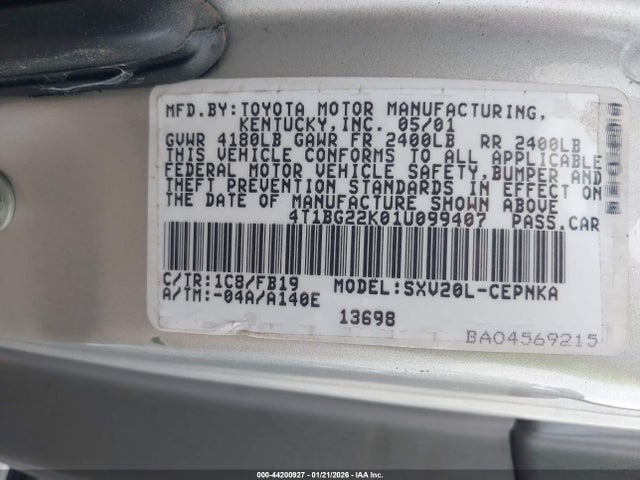 MFD.BY:TOYOTA MOTOR MANUFACTURING,
KENTUCKY,INC. 05/01
GVWR 4180LB GAWR FR 2400LB RR 2400LB
THIS VEHICLE CONFORMS TO ALL APPLICABLE
FEDERAL MOTOR VEHICLE SAFETY,BUMPER AND
THEFT PREVENTION STANDARDS IN EFFECT ON
THE DATE OF MANUFACTURE SHOWN ABOVE.
4T1BG22K01U099407 PASS.CAR
C/TR:1C8/FB19 MODEL:SXV20L-CEPNKA
A/TM:-04A/A140E
13698
BA04569215
000-44200927 - 01/21/2026 - IAA Inc.